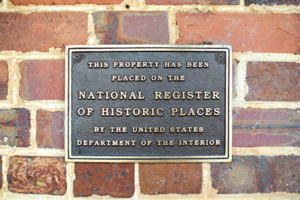 THIS PROPERTY HAS BEEN
PLACED ON THE
NATIONAL REGISTER
OF HISTORIC PLACES
BY THE UNITED STATES
DEPARTMENT OF THE INTERIOR